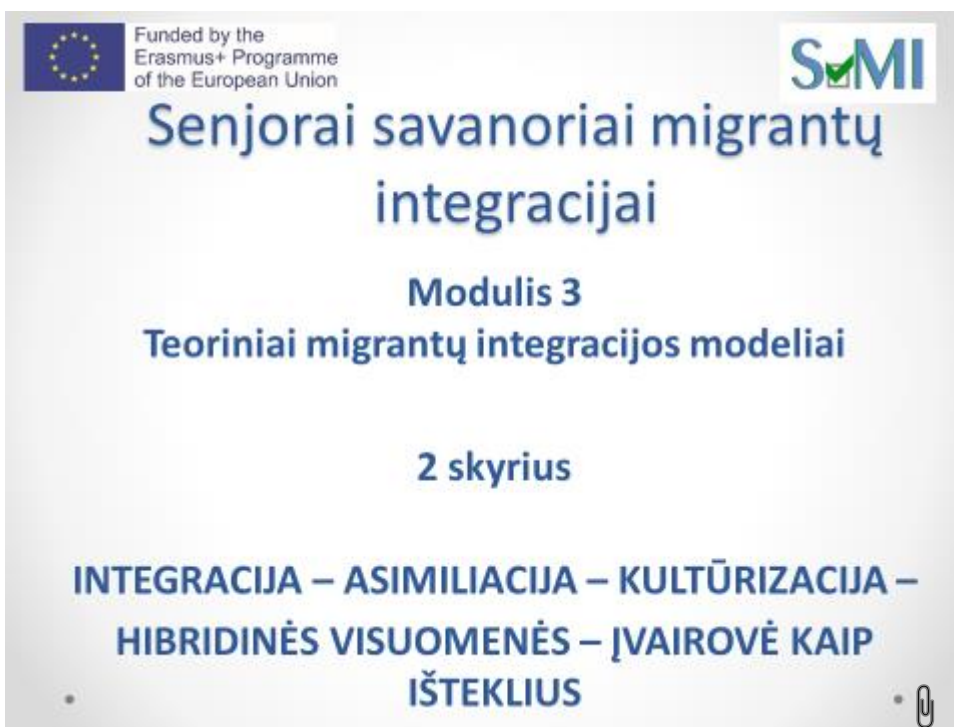 Funded by the
Erasmus+ Programme
of the European Union
SeMI
Senjorai savanoriai migrantų
integracijai
Modulis 3
Teoriniai migrantų integracijos modeliai
2 skyrius
INTEGRACIJA – ASIMILIACIJA – KULTŪRIZACIJA –
HIBRIDINĖS VISUOMENĖS – ĮVAIROVĖ KAIP
IŠTEKLIUS